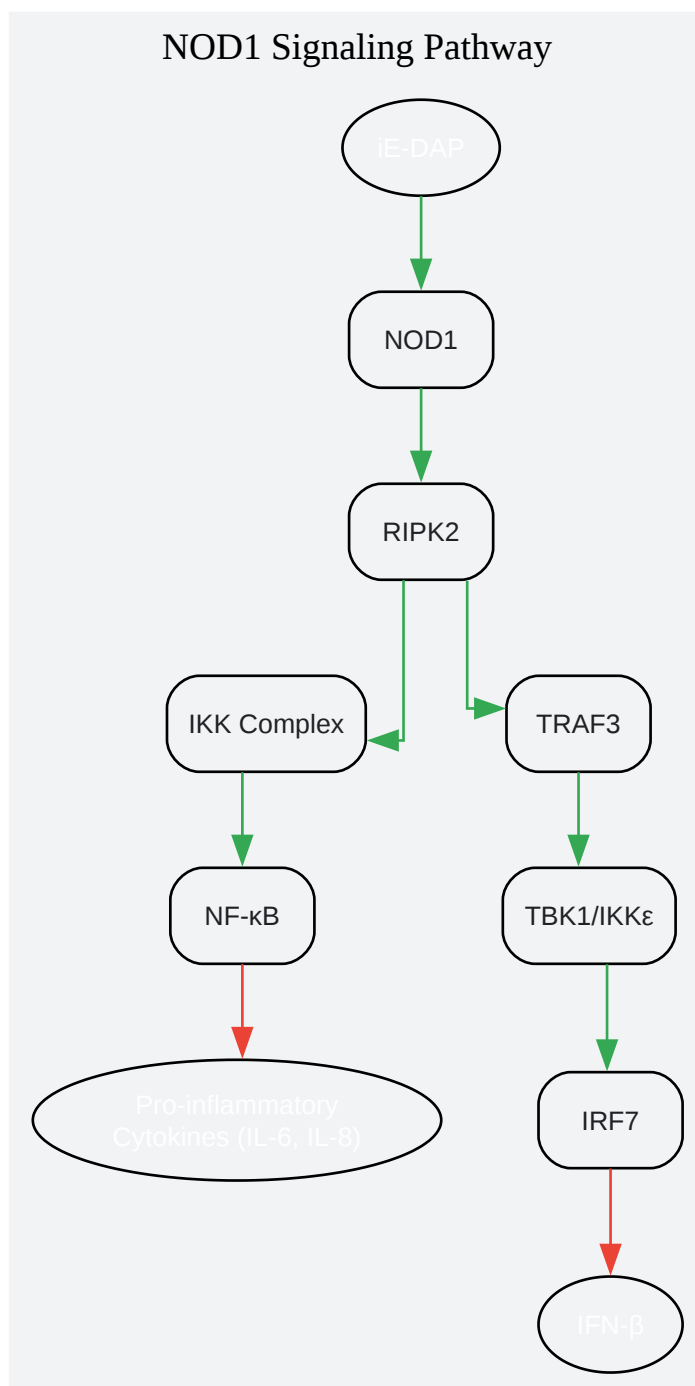 NOD1 Signaling Pathway
iE-DAP
NOD1
RIPK2
IKK Complex
TRAF3
NF-κB
TBK1/IKKε
Pro-inflammatory
Cytokines (IL-6, IL-8)
IRF7
IFN-β